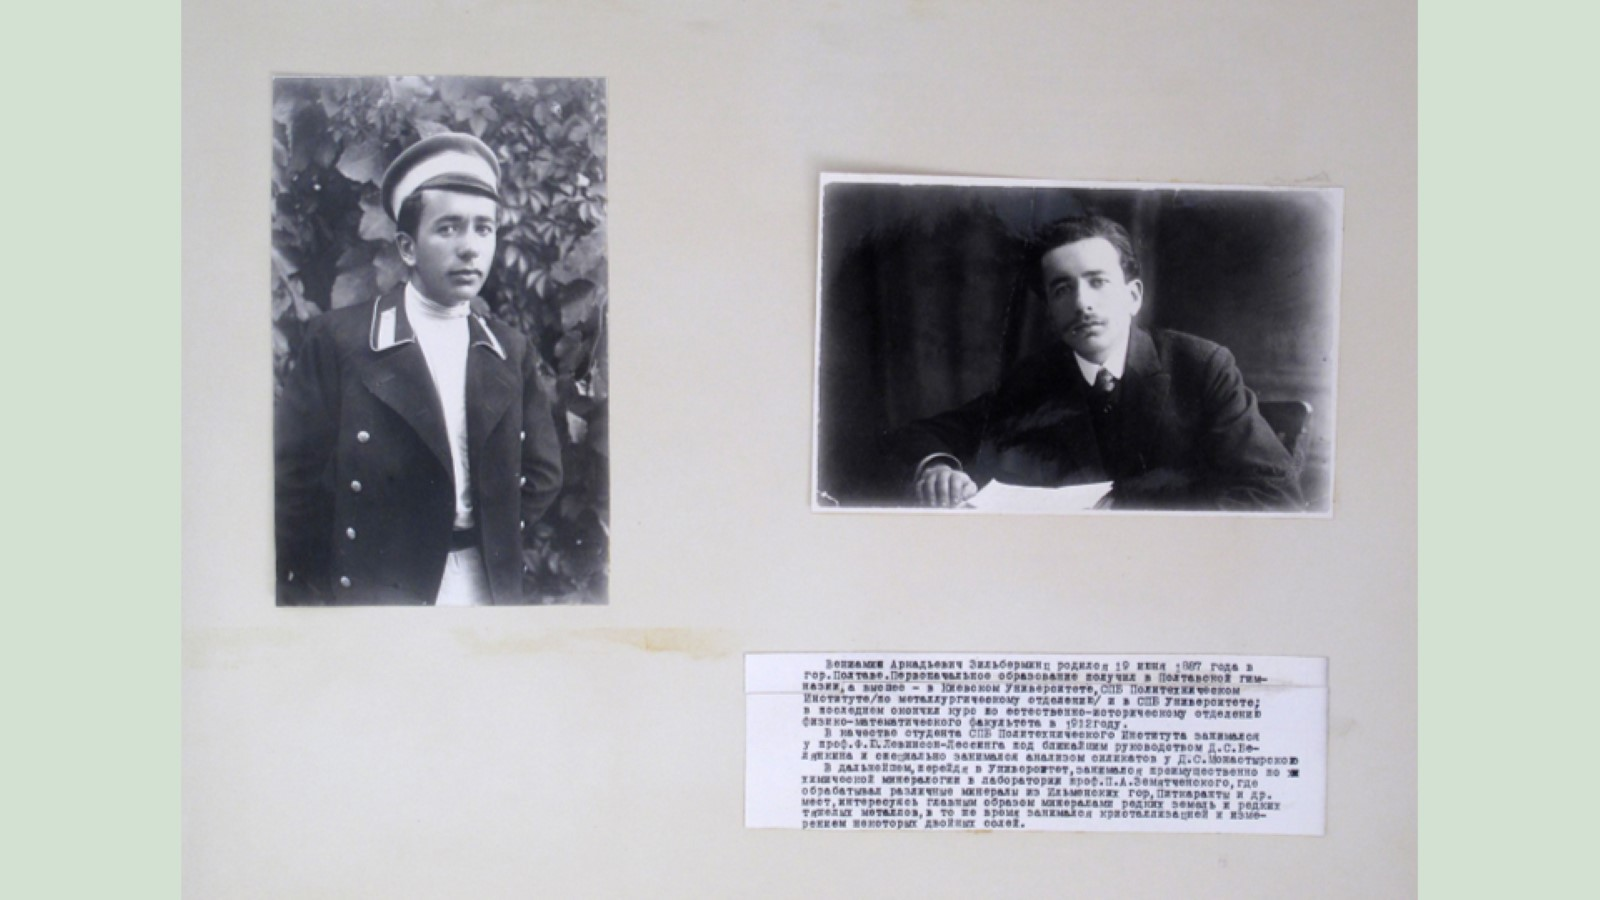 Вениамин Аркадьевич Зильберминц родился 19 июня 1887 года в
гор.Полтаве.Первоначальное образование получил в Полтавской гим-
назии,а высшее - в Киевском Университете,СПБ Политехническом
Институте/по металлургическому отделению/ и в СПБ Университете;
в последнем окончил курс по естественно-историческому отделению
физико-математического факультета в 1912году.
В качестве студента СПБ Политехнического Института занимался
у проф.Ф.Ю.Левинсон-Лессинга под ближайшим руководством Д.С.Бе-
лянкина и специально занимался анализом силикатов у Д.С.Монастырского
В дальнейшем,перейдя в Университет,занимался преимущественно по
химической минералогии в лаборатории проф.П.А.Земятченского,где
обрабатывал различные минералы из Ильменских гор,Питкаранты и др.
мест,интересуясь главным образом минералами редких земель и редких
тяжелых металлов,в то же время занимался кристаллизацией и изме-
рением некоторых двойных солей.